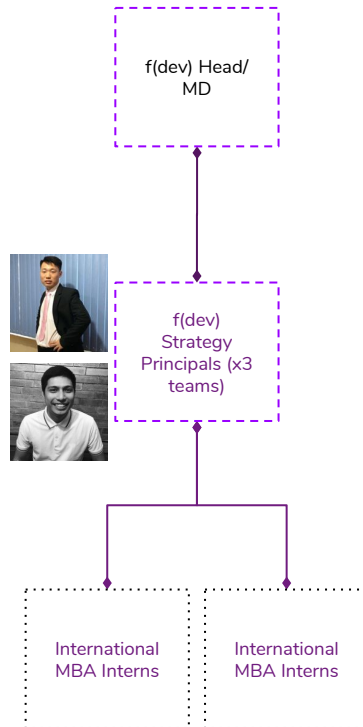 f(dev) Head/
MD
f(dev)
Strategy
Principals (x3
teams)
International
MBA Interns
International
MBA Interns